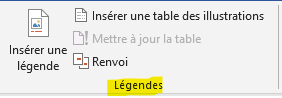 Insérer une table des illustrations
Mettre à jour la table
Renvoi
Insérer une
légende
Légendes